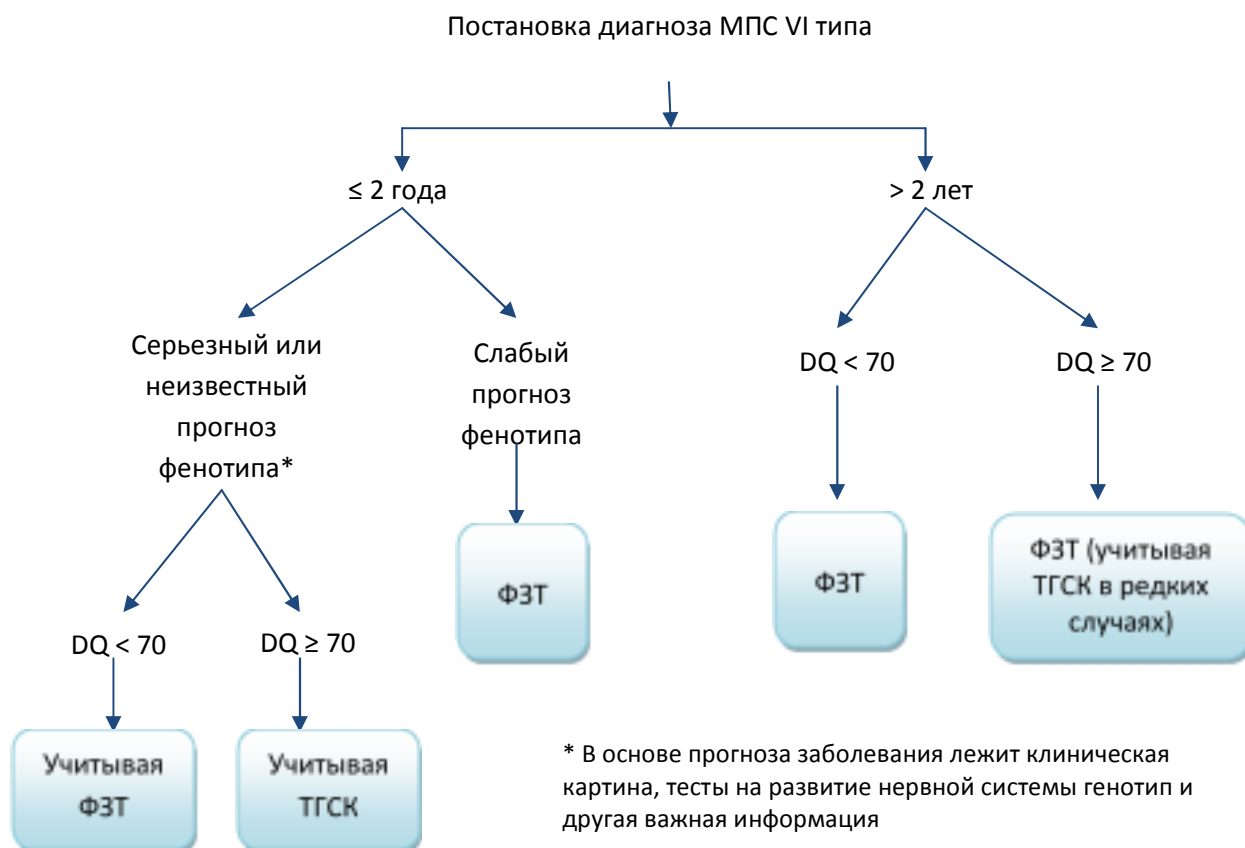 Постановка диагноза МПС VI типа
≤ 2 года
> 2 лет
Серьезный или
неизвестный
прогноз
фенотипа*
Слабый
прогноз
фенотипа
DQ < 70
DQ ≥ 70
ФЗТ
ФЗТ
ФЗТ (учитывая
ТГСК в редких
случаях)
DQ < 70
DQ ≥ 70
Учитывая
ФЗТ
Учитывая
ТГСК
* В основе прогноза заболевания лежит клиническая
картина, тесты на развитие нервной системы генотип и
другая важная информация